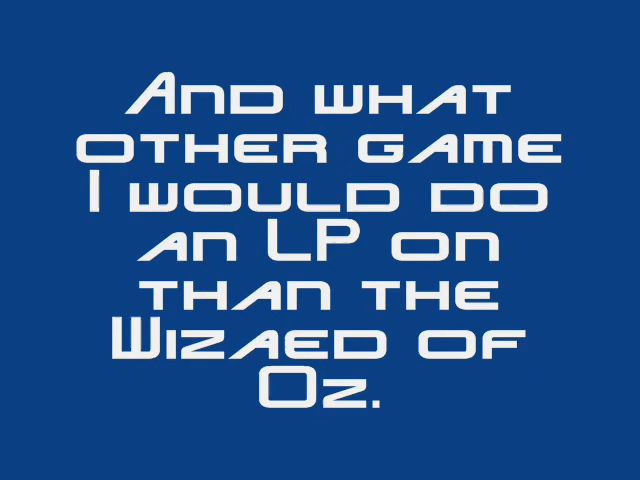 And what
other game
I would do
an LP on
than the
Wizaed of
Oz.